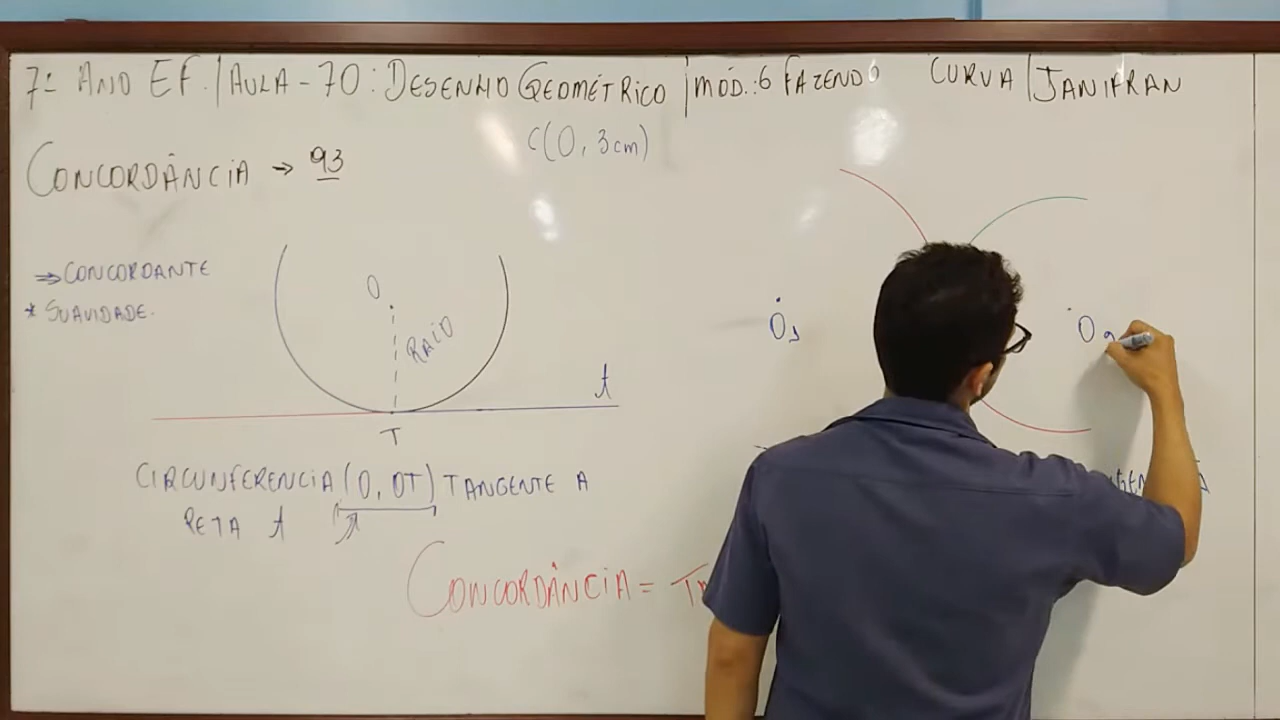 7º ANO EF. | AULA - 70 : DESENHO GEOMÉTRICO | MÓD.: 6 FAZENDO CURVA | JANIFRAN
C(O, 3cm)
CONCORDÂNCIA → 93
⇒ CONCORDANTE
* SUAVIDADE.
O
RAIO
t
T
CIRCUNFERENCIA (O, OT) TANGENTE A
RETA t
CONCORDÂNCIA =
O1
O2